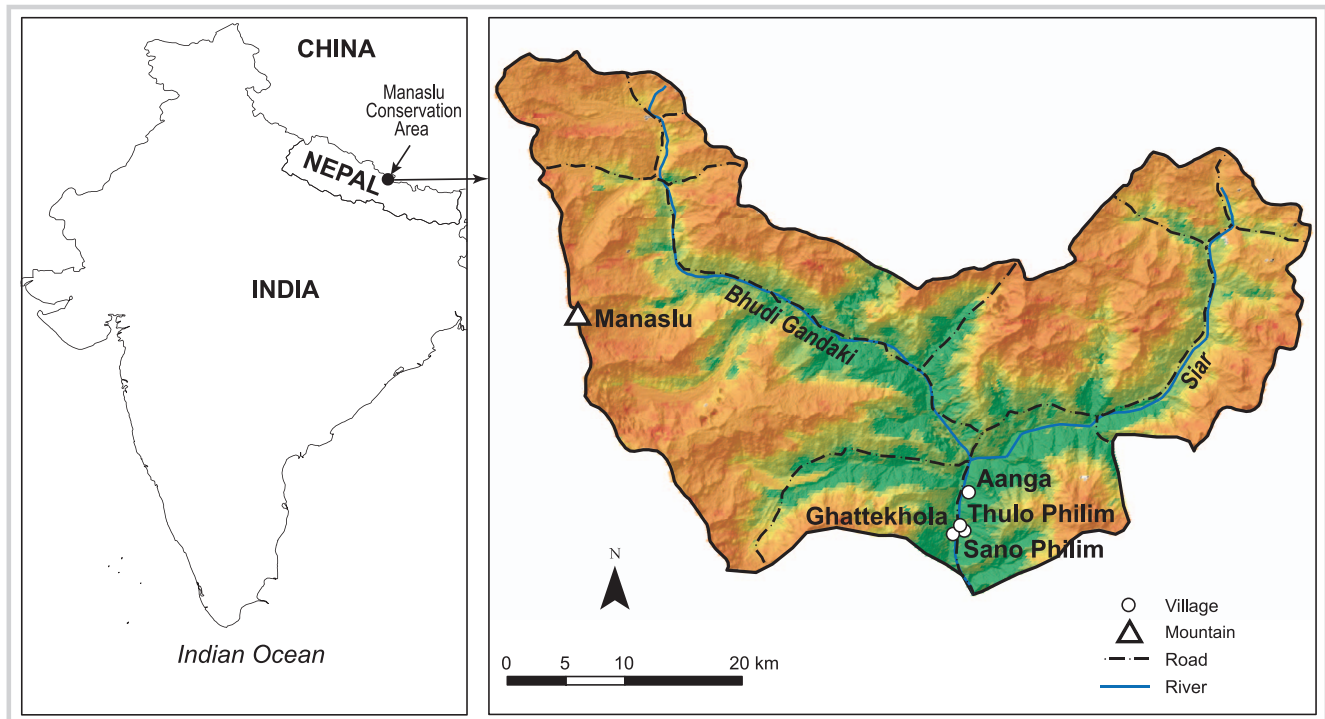 CHINA
Manaslu
Conservation
Area
NEPAL
INDIA
Indian Ocean
Manaslu
Bhudi Gandaki
Siar
Aanga
Ghattekhola
Thulo Philim
Sano Philim
N
0 5 10 20 km
Village
Mountain
Road
River